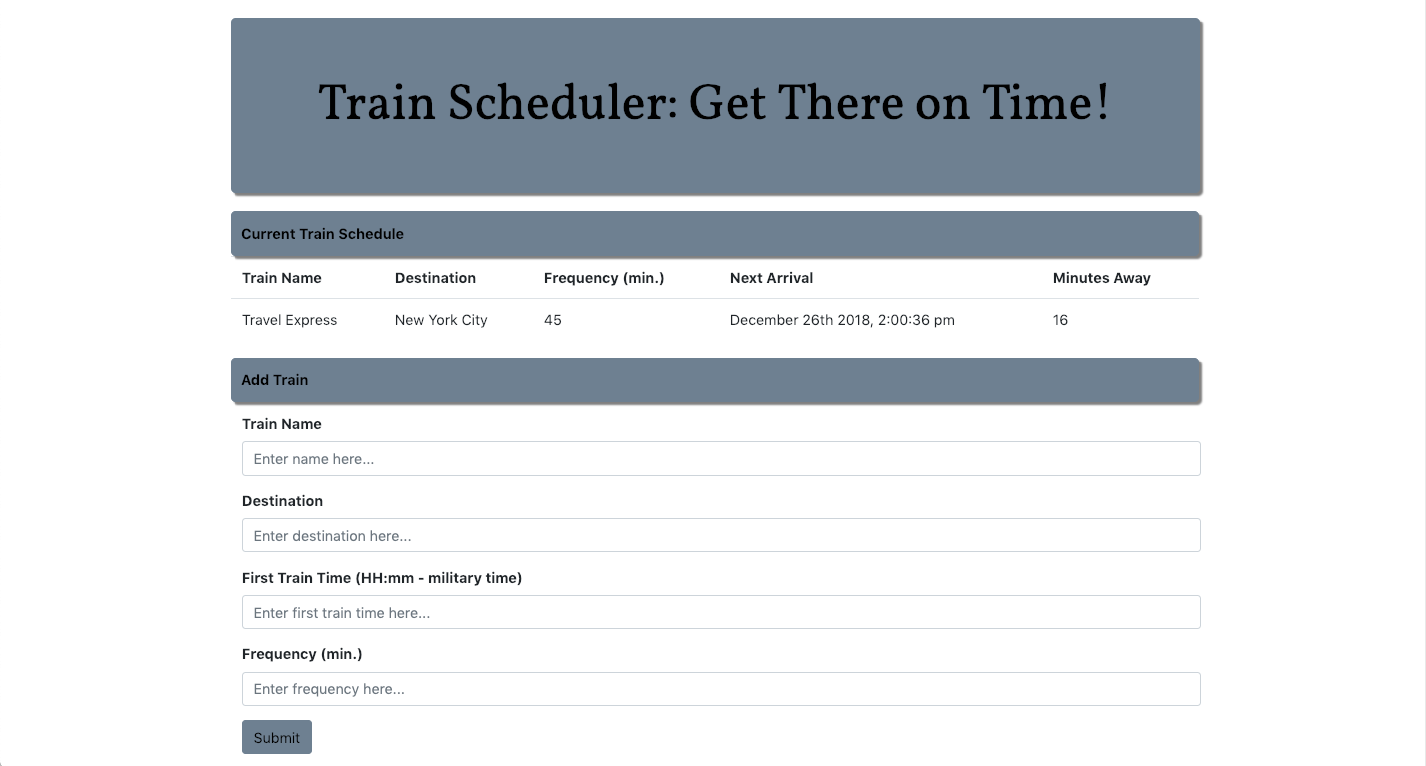 Train Scheduler: Get There on Time!
Current Train Schedule
Train Name Destination Frequency (min.) Next Arrival Minutes Away
Travel Express New York City 45 December 26th 2018, 2:00:36 pm 16
Add Train
Train Name
Enter name here...
Destination
Enter destination here...
First Train Time (HH:mm - military time)
Enter first train time here...
Frequency (min.)
Enter frequency here...
Submit